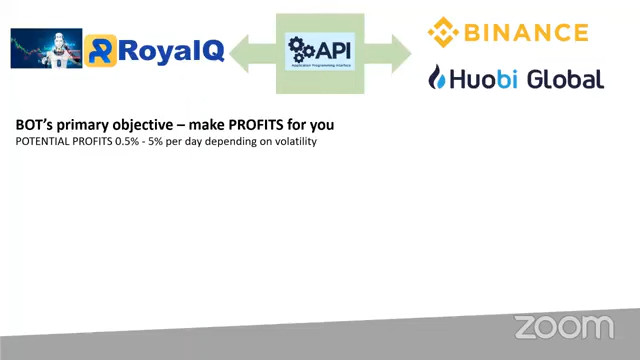 RoyalQ
API
Application Programming Interface
BINANCE
Huobi Global
BOT's primary objective – make PROFITS for you
POTENTIAL PROFITS 0.5% - 5% per day depending on volatility
zoom